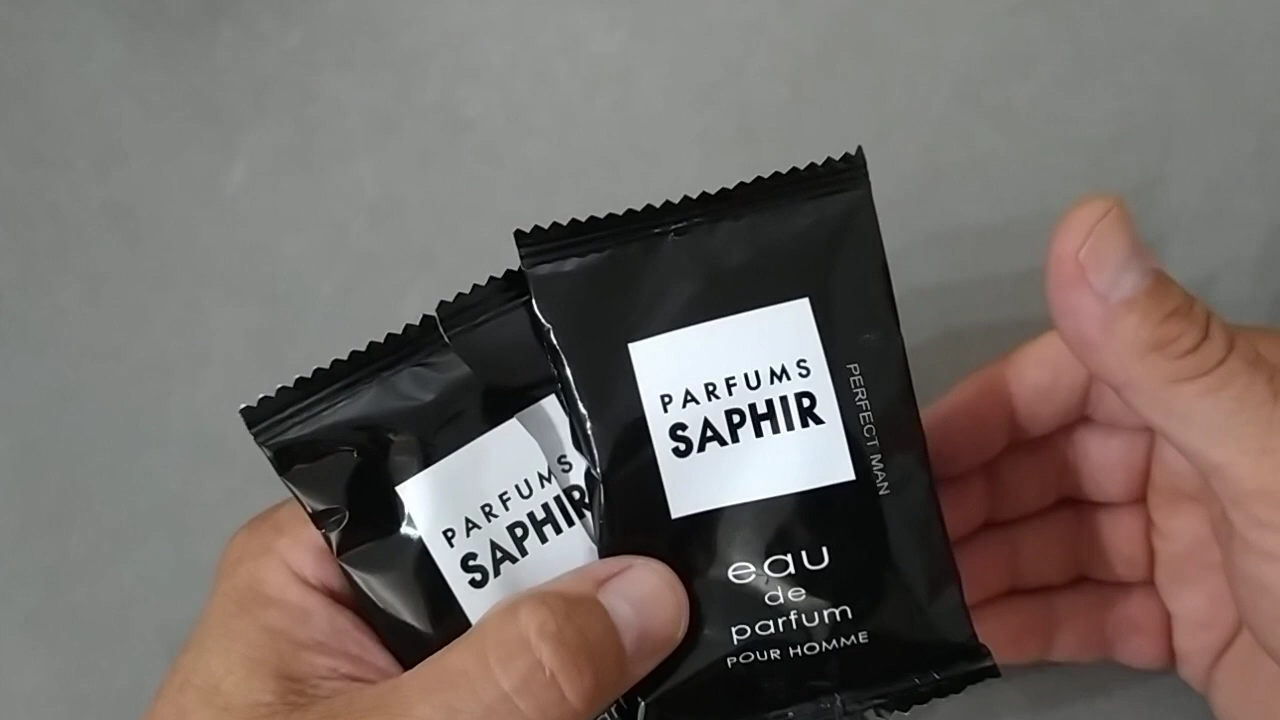 PARFUMS
SAPHIR
PERFECT MAN
eau
de
parfum
POUR HOMME
PARFUMS
SAPHIR